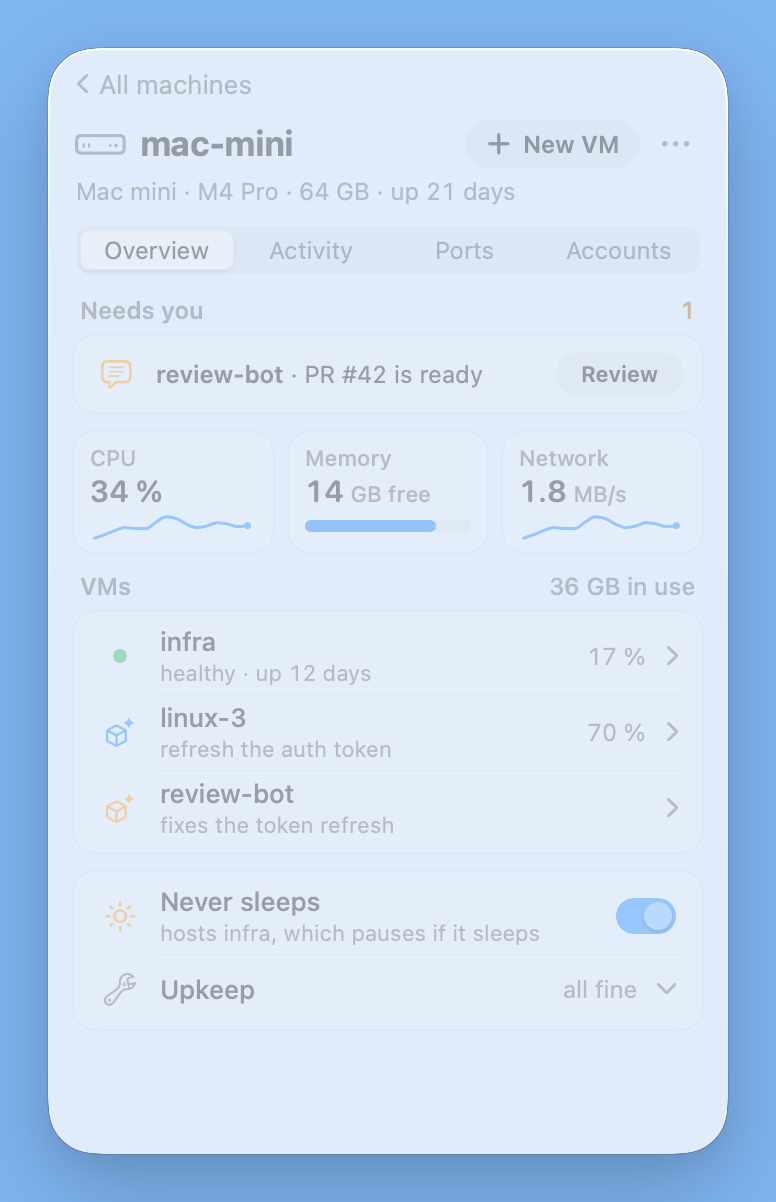 All machines
mac-mini
New VM
Mac mini · M4 Pro · 64 GB · up 21 days
Overview Activity Ports Accounts
Needs you 1
review-bot · PR #42 is ready Review
CPU Memory Network
34 % 14 GB free 1.8 MB/s
VMs 36 GB in use
infra
healthy · up 12 days
17 %
linux-3
refresh the auth token
70 %
review-bot
fixes the token refresh
Never sleeps
hosts infra, which pauses if it sleeps
Upkeep all fine